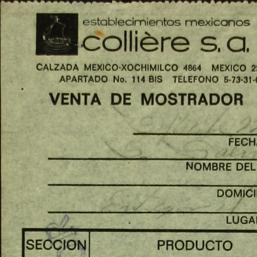 establecimientos mexicanos
collière s.a.
CALZADA MEXICO-XOCHIMILCO 4864 MEXICO 2
APARTADO No. 114 BIS TELEFONO 5-73-31-
VENTA DE MOSTRADOR
FECH
NOMBRE DEL
DOMICI
LUGA
SECCION PRODUCTO